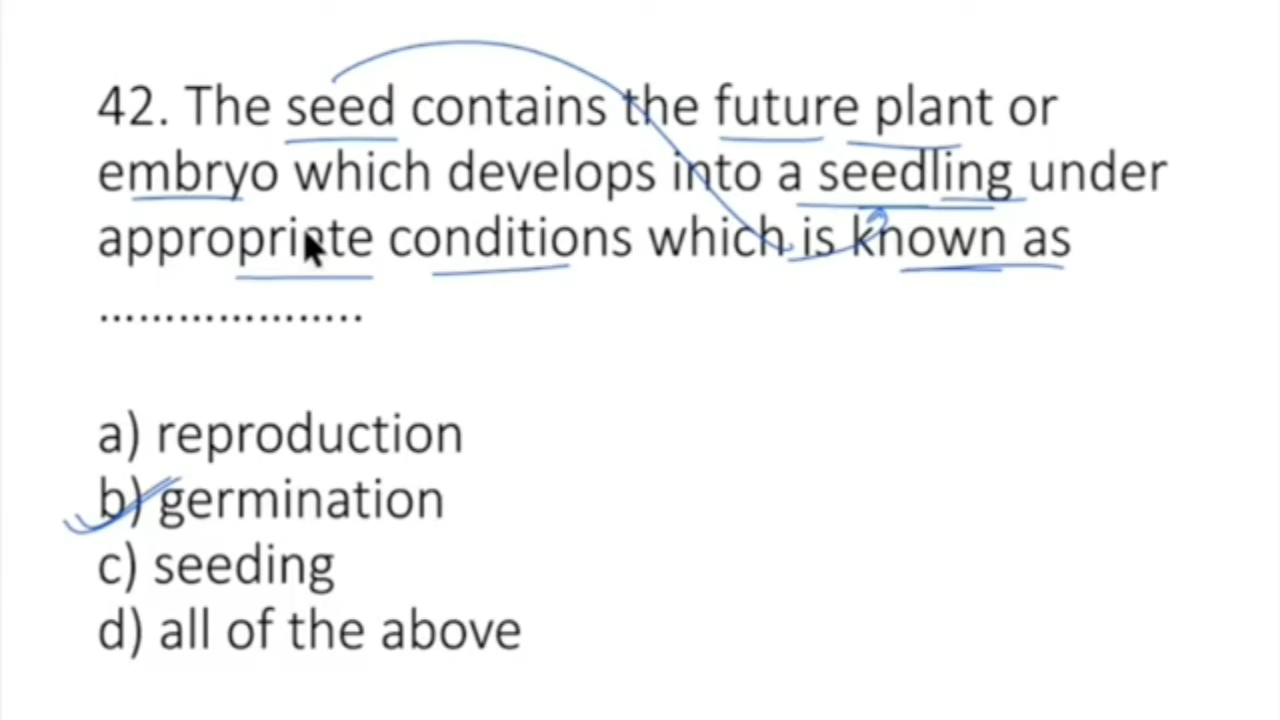 42. The seed contains the future plant or
embryo which develops into a seedling under
appropriate conditions which is known as
......................
a) reproduction
b) germination
c) seeding
d) all of the above